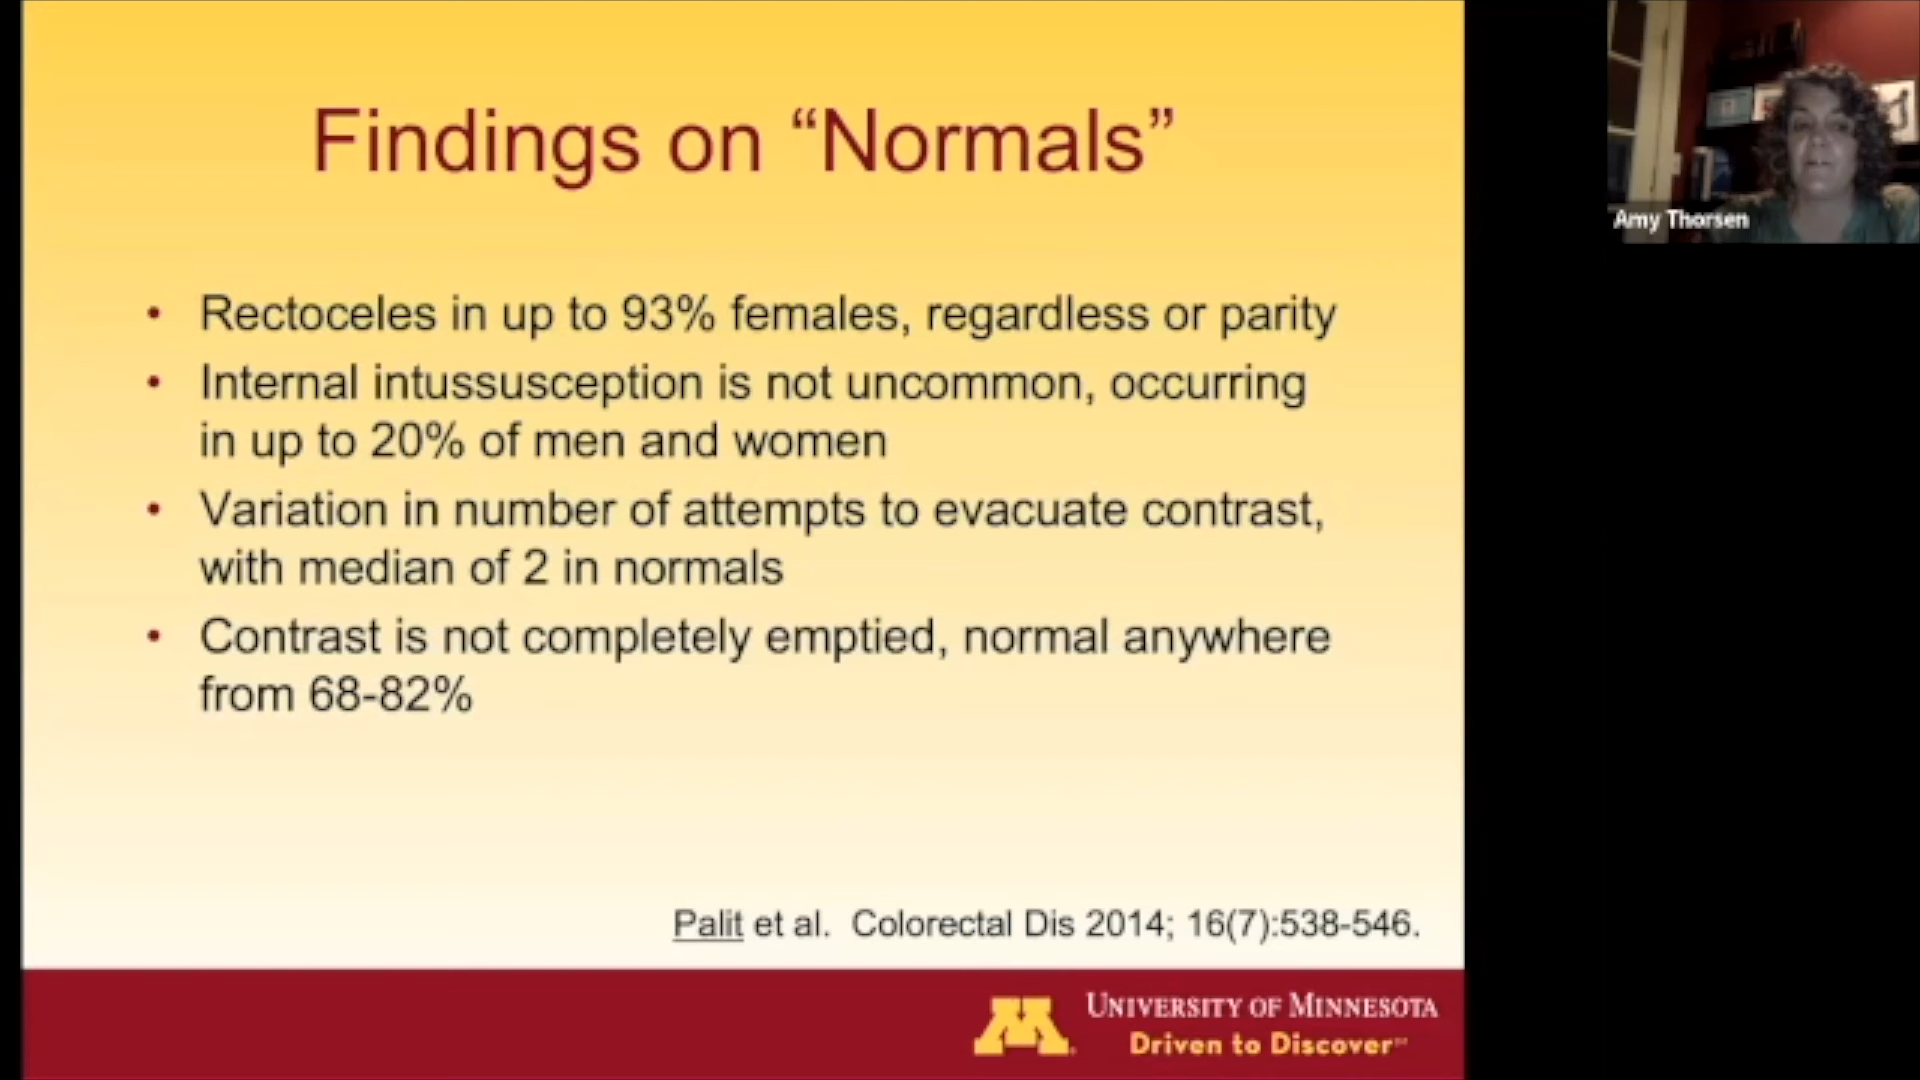 Findings on “Normals”
• Rectoceles in up to 93% females, regardless or parity
• Internal intussusception is not uncommon, occurring
in up to 20% of men and women
• Variation in number of attempts to evacuate contrast,
with median of 2 in normals
• Contrast is not completely emptied, normal anywhere
from 68-82%
Palit et al. Colorectal Dis 2014; 16(7):538-546.
M
UNIVERSITY OF MINNESOTA
Driven to Discover℠
Amy Thorsen